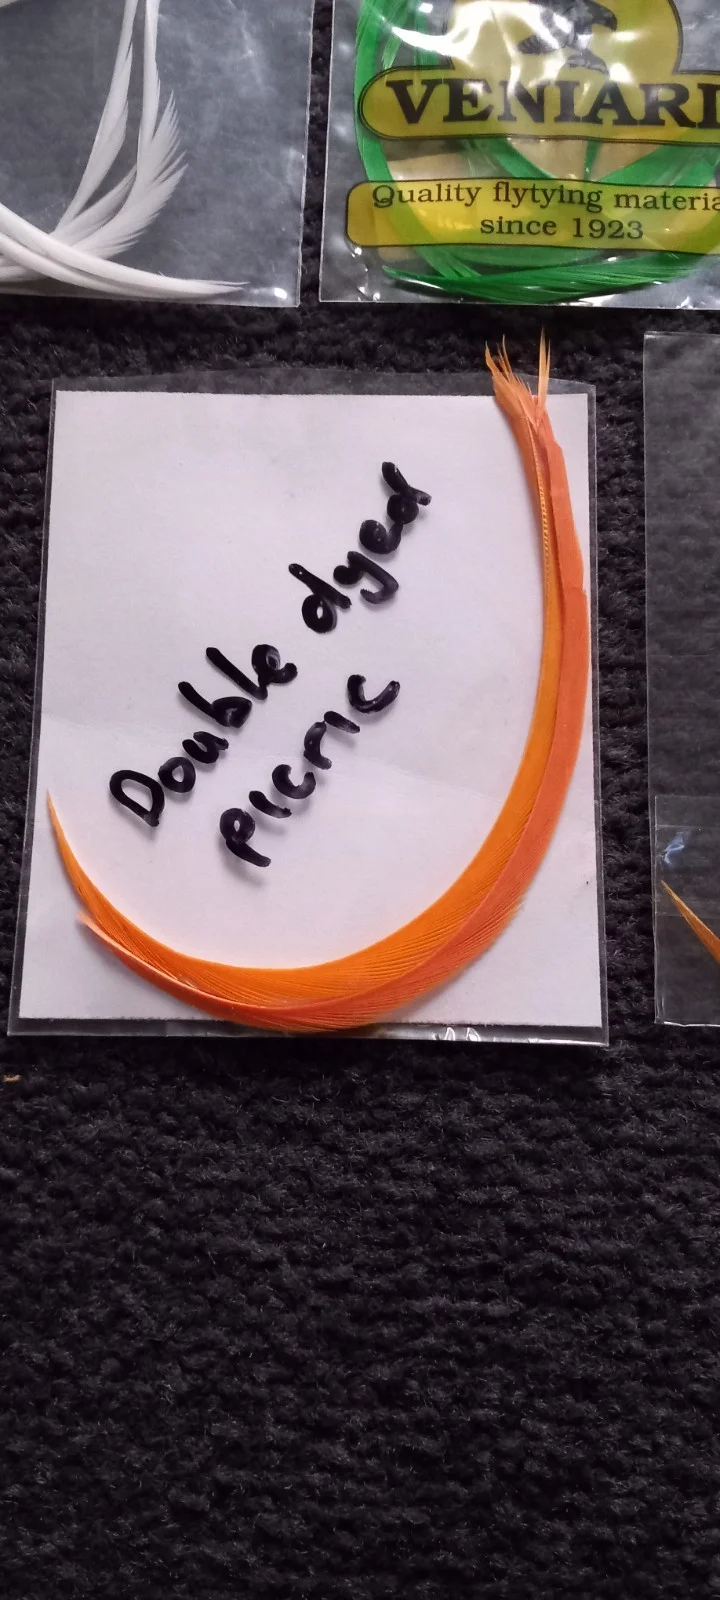 VENIARD
Quality flytying materia
since 1923
Double dyed
picric